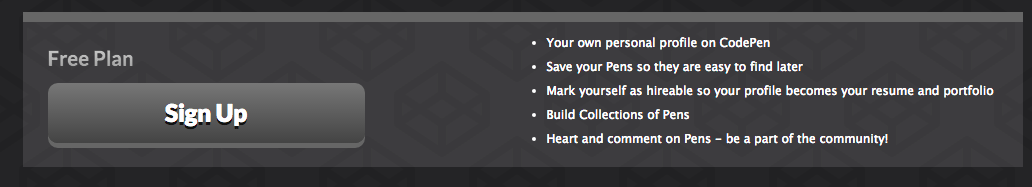 Free Plan
Sign Up
• Your own personal profile on CodePen
• Save your Pens so they are easy to find later
• Mark yourself as hireable so your profile becomes your resume and portfolio
• Build Collections of Pens
• Heart and comment on Pens – be a part of the community!